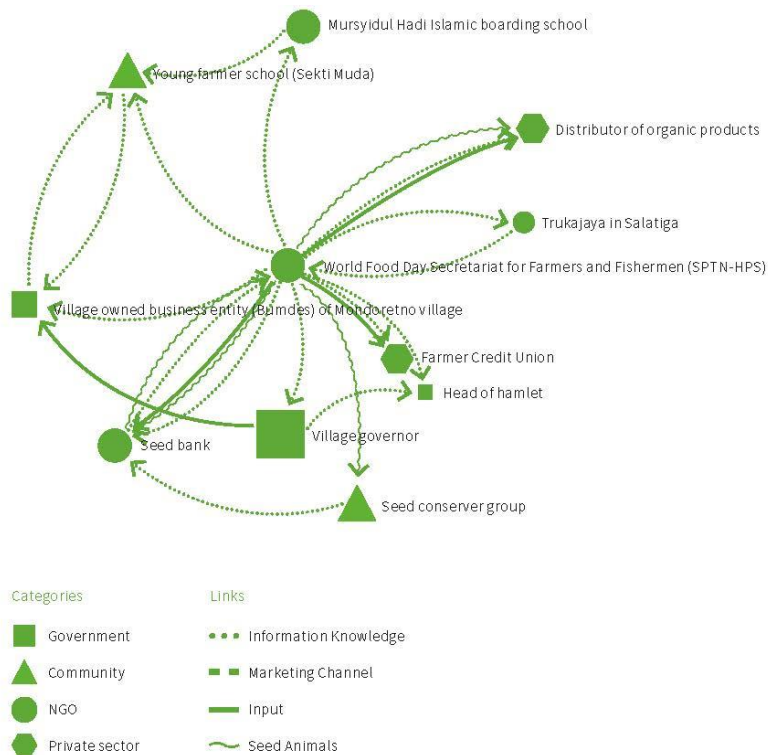 Mursyidul Hadi Islamic boarding school
Young farmer school (Sekti Muda)
Distributor of organic products
Trukajaya in Salatiga
World Food Day Secretariat for Farmers and Fishermen (SPTN-HPS)
Village owned business entity (Bumdes) of Mondoretno village
Farmer Credit Union
Head of hamlet
Village governor
Seed bank
Seed conserver group
Categories
Links
Government
Information Knowledge
Community
Marketing Channel
NGO
Input
Private sector
Seed Animals